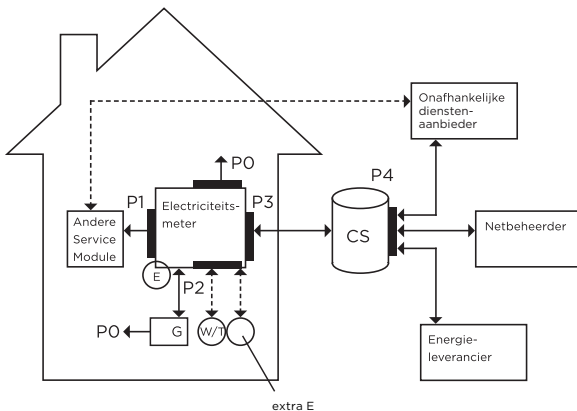 Onafhankelijke
diensten-
aanbieder
P0
P4
P1
Electriciteits-
meter
P3
Andere
Service
Module
CS
Netbeheerder
E
P2
P0
G
W/T
Energie-
leverancier
extra E